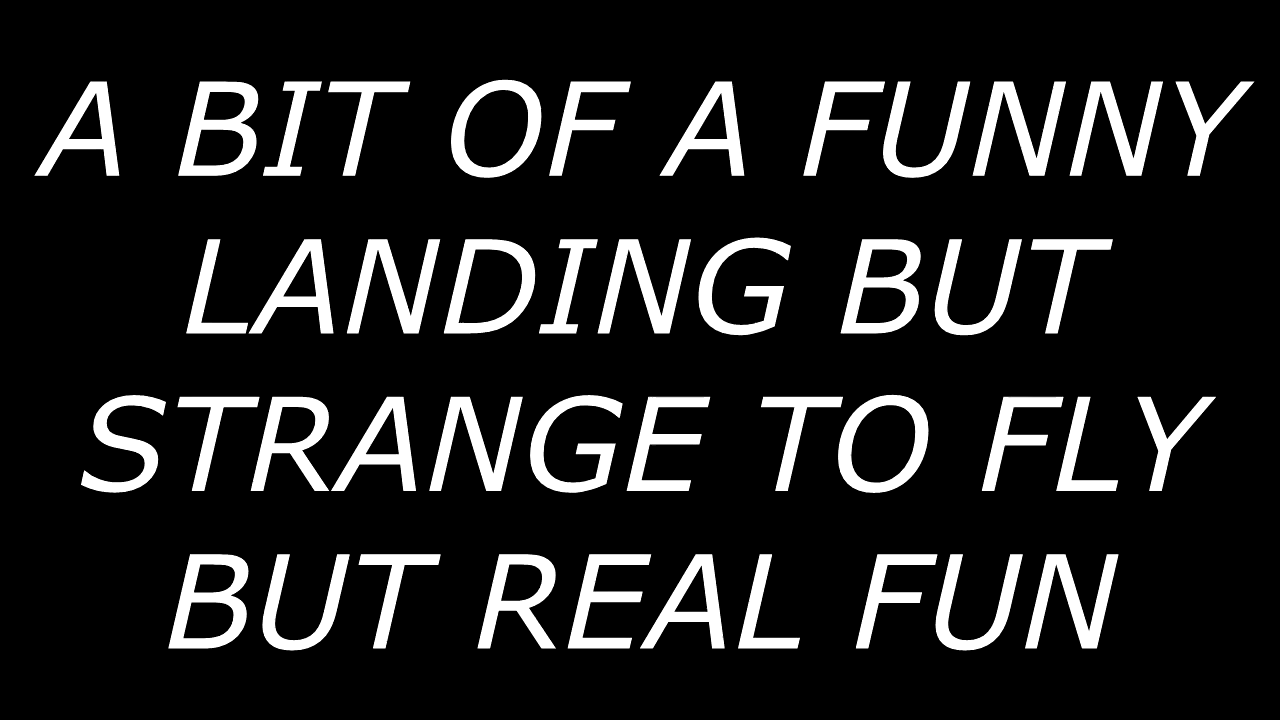 A BIT OF A FUNNY
LANDING BUT
STRANGE TO FLY
BUT REAL FUN